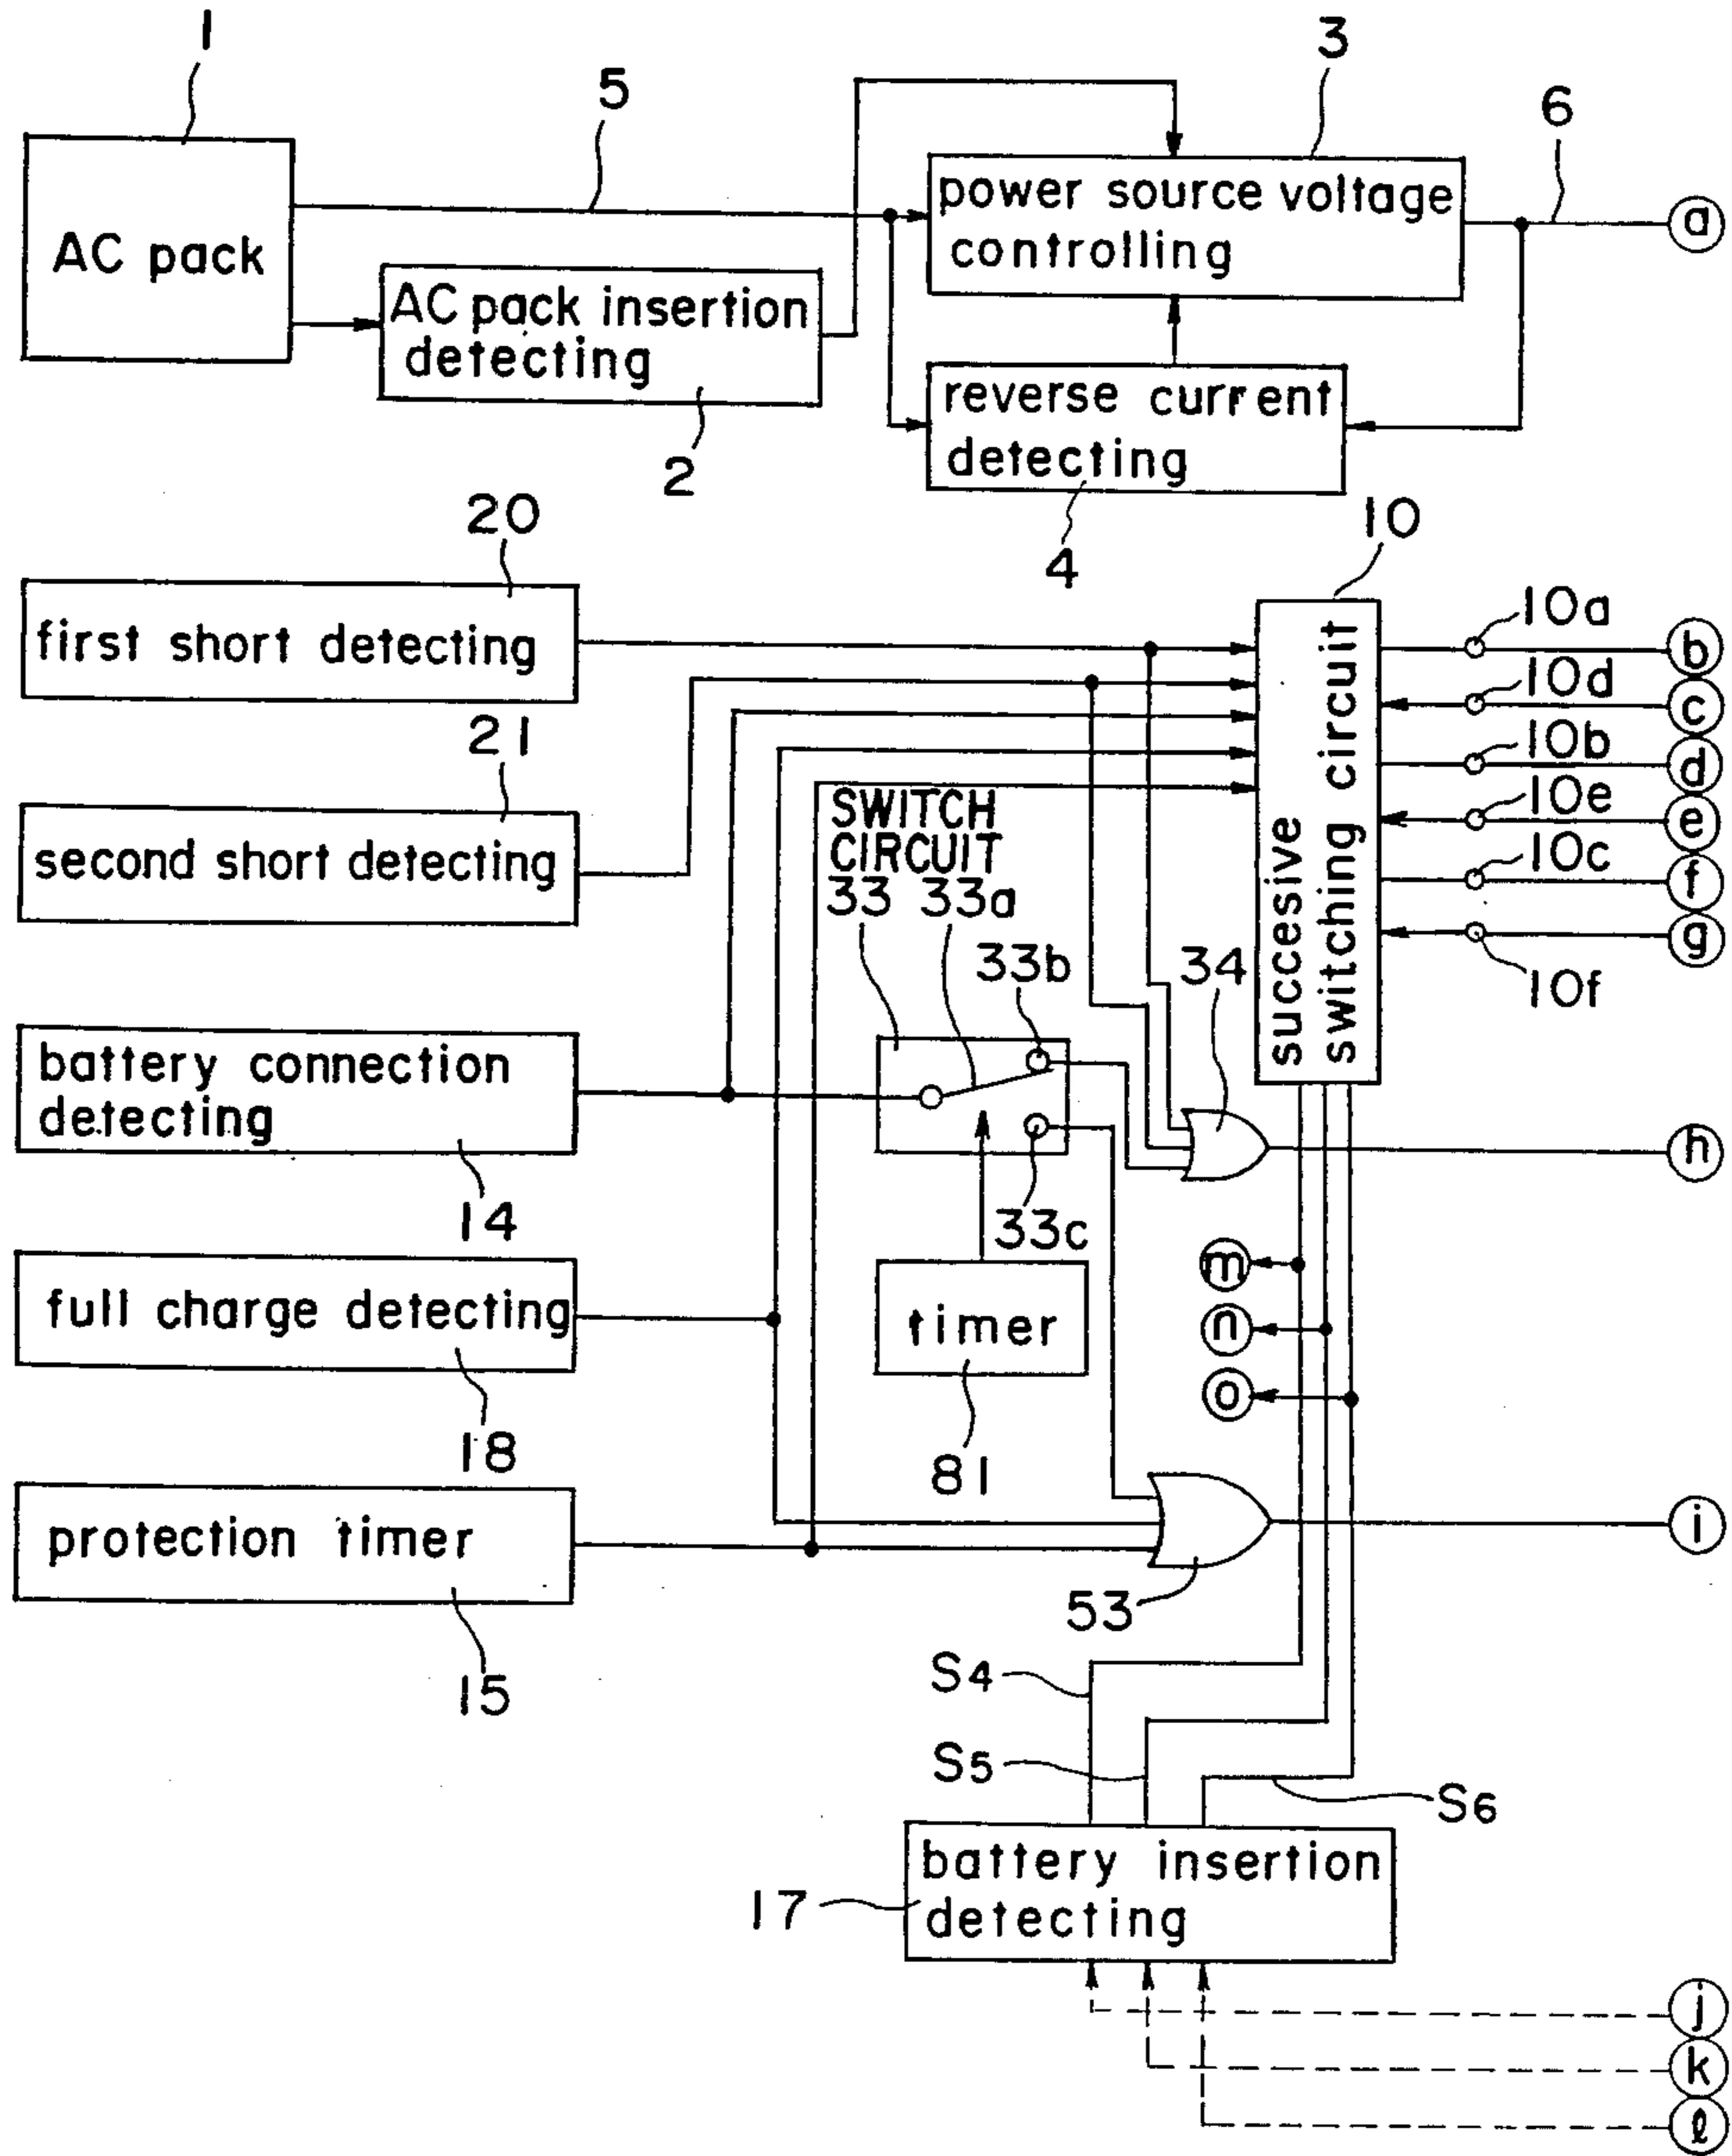 1
3
5
6
AC pack
power source voltage
controlling
a
AC pack insertion
detecting
reverse current
detecting
2
4
20
10
first short detecting
10a
b
10d
c
21
10b
d
second short detecting
10e
e
10c
f
g
10f
SWITCH
CIRCUIT
33 33a
33b
34
successive
switching circuit
battery connection
detecting
h
14
33c
m
full charge detecting
timer
n
o
18
81
protection timer
i
53
15
S4
S5
S6
battery insertion
detecting
17
j
k
l